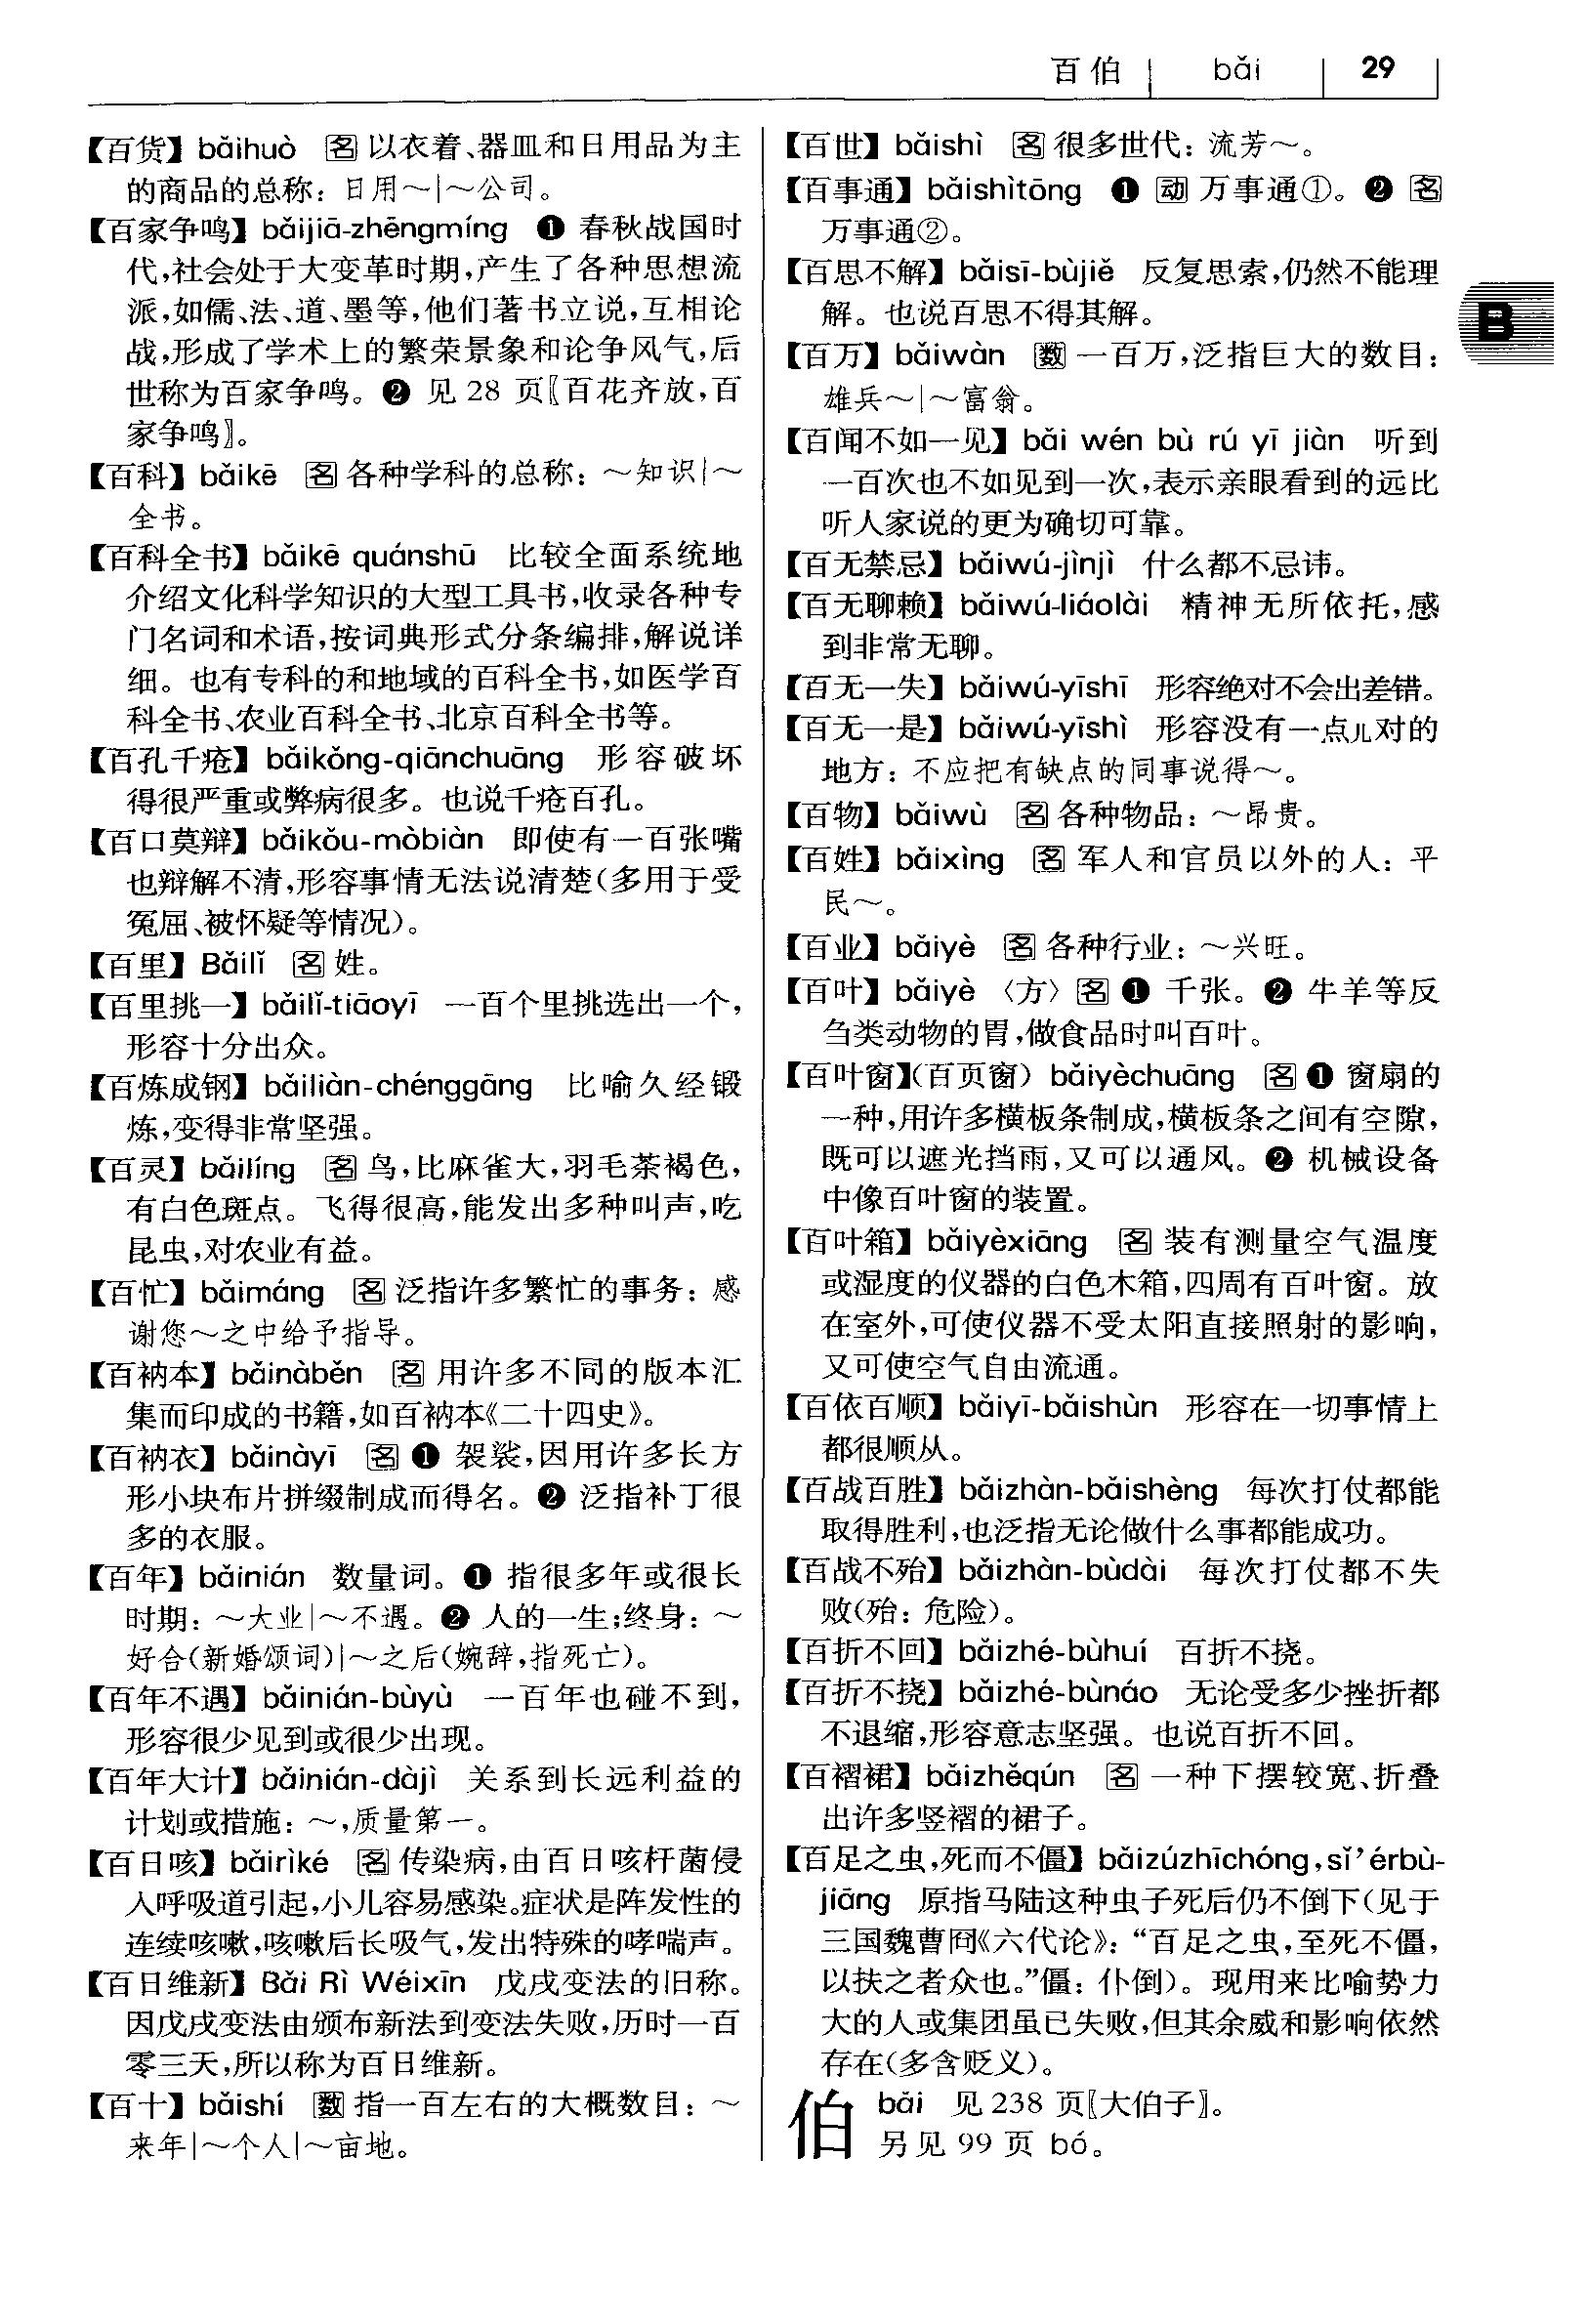 百伯 bǎi 29
【百货】 bǎihuò 名 以衣着、器皿和日用品为主
的商品的总称：日用～|～公司。
【百家争鸣】 bǎijiā-zhēngmíng ❶ 春秋战国时
代，社会处于大变革时期，产生了各种思想流
派，如儒、法、道、墨等，他们著书立说，互相论
战，形成了学术上的繁荣景象和论争风气，后
世称为百家争鸣。❷ 见 28 页〖百花齐放，百
家争鸣〗。
【百科】 bǎikē 名 各种学科的总称：～知识|～
全书。
【百科全书】 bǎikē quánshū 比较全面系统地
介绍文化科学知识的大型工具书，收录各种专
门名词和术语，按词典形式分条编排，解说详
细。也有专科的和地域的百科全书，如医学百
科全书、农业百科全书、北京百科全书等。
【百孔千疮】 bǎikǒng-qiānchuāng 形容破坏
得很严重或弊病很多。也说千疮百孔。
【百口莫辩】 bǎikǒu-mòbiàn 即使有一百张嘴
也辩解不清，形容事情无法说清楚（多用于受
冤屈、被怀疑等情况）。
【百里】 Bǎilǐ 名 姓。
【百里挑一】 bǎilǐ-tiāoyī 一百个里挑选出一个，
形容十分出众。
【百炼成钢】 bǎiliàn-chénggāng 比喻久经锻
炼，变得非常坚强。
【百灵】 bǎilíng 名 鸟，比麻雀大，羽毛茶褐色，
有白色斑点。飞得很高，能发出多种叫声，吃
昆虫，对农业有益。
【百忙】 bǎimáng 名 泛指许多繁忙的事务：感
谢您～之中给予指导。
【百衲本】 bǎinàběn 名 用许多不同的版本汇
集而印成的书籍，如百衲本《二十四史》。
【百衲衣】 bǎinàyī 名 ❶ 袈裟，因用许多长方
形小块布片拼缀制成而得名。❷ 泛指补丁很
多的衣服。
【百年】 bǎinián 数量词。❶ 指很多年或很长
时期：～大业|～不遇。❷ 人的一生；终身：～
好合（新婚颂词）|～之后（婉辞，指死亡）。
【百年不遇】 bǎinián-bùyù 一百年也碰不到，
形容很少见到或很少出现。
【百年大计】 bǎinián-dàjì 关系到长远利益的
计划或措施：～，质量第一。
【百日咳】 bǎirìké 名 传染病，由百日咳杆菌侵
入呼吸道引起，小儿容易感染。症状是阵发性的
连续咳嗽，咳嗽后长吸气，发出特殊的哮喘声。
【百日维新】 Bǎi Rì Wéixīn 戊戌变法的旧称。
因戊戌变法由颁布新法到变法失败，历时一百
零三天，所以称为百日维新。
【百十】 bǎishí 数 指一百左右的大概数目：～
来年|～个人|～亩地。
【百世】 bǎishì 名 很多世代：流芳～。
【百事通】 bǎishìtōng ❶ 动 万事通①。❷ 名
万事通②。
【百思不解】 bǎisī-bùjiě 反复思索，仍然不能理
解。也说百思不得其解。
【百万】 bǎiwàn 数 一百万，泛指巨大的数目：
雄兵～|～富翁。
【百闻不如一见】 bǎi wén bù rú yī jiàn 听到
一百次也不如见到一次，表示亲眼看到的远比
听人家说的更为确切可靠。
【百无禁忌】 bǎiwú-jìnjì 什么都不忌讳。
【百无聊赖】 bǎiwú-liáolài 精神无所依托，感
到非常无聊。
【百无一失】 bǎiwú-yīshī 形容绝对不会出差错。
【百无一是】 bǎiwú-yīshì 形容没有一点儿对的
地方：不应把有缺点的同事说得～。
【百物】 bǎiwù 名 各种物品：～昂贵。
【百姓】 bǎixìng 名 军人和官员以外的人：平
民～。
【百业】 bǎiyè 名 各种行业：～兴旺。
【百叶】 bǎiyè 〈方〉 名 ❶ 千张。❷ 牛羊等反
刍类动物的胃，做食品时叫百叶。
【百叶窗】（百页窗） bǎiyèchuāng 名 ❶ 窗扇的
一种，用许多横板条制成，横板条之间有空隙，
既可以遮光挡雨，又可以通风。❷ 机械设备
中像百叶窗的装置。
【百叶箱】 bǎiyèxiāng 名 装有测量空气温度
或湿度的仪器的白色木箱，四周有百叶窗。放
在室外，可使仪器不受太阳直接照射的影响，
又可使空气自由流通。
【百依百顺】 bǎiyī-bǎishùn 形容在一切事情上
都很顺从。
【百战百胜】 bǎizhàn-bǎishèng 每次打仗都能
取得胜利，也泛指无论做什么事都能成功。
【百战不殆】 bǎizhàn-bùdài 每次打仗都不失
败（殆：危险）。
【百折不回】 bǎizhé-bùhuí 百折不挠。
【百折不挠】 bǎizhé-bùnáo 无论受多少挫折都
不退缩，形容意志坚强。也说百折不回。
【百褶裙】 bǎizhěqún 名 一种下摆较宽、折叠
出许多竖褶的裙子。
【百足之虫，死而不僵】 bǎizúzhīchóng，sǐ’érbù-
jiāng 原指马陆这种虫子死后仍不倒下（见于
三国魏曹冏《六代论》：“百足之虫，至死不僵，
以扶之者众也。”僵：仆倒）。现用来比喻势力
大的人或集团虽已失败，但其余威和影响依然
存在（多含贬义）。
伯 bǎi 见 238 页〖大伯子〗。
另见 99 页 bó。
B